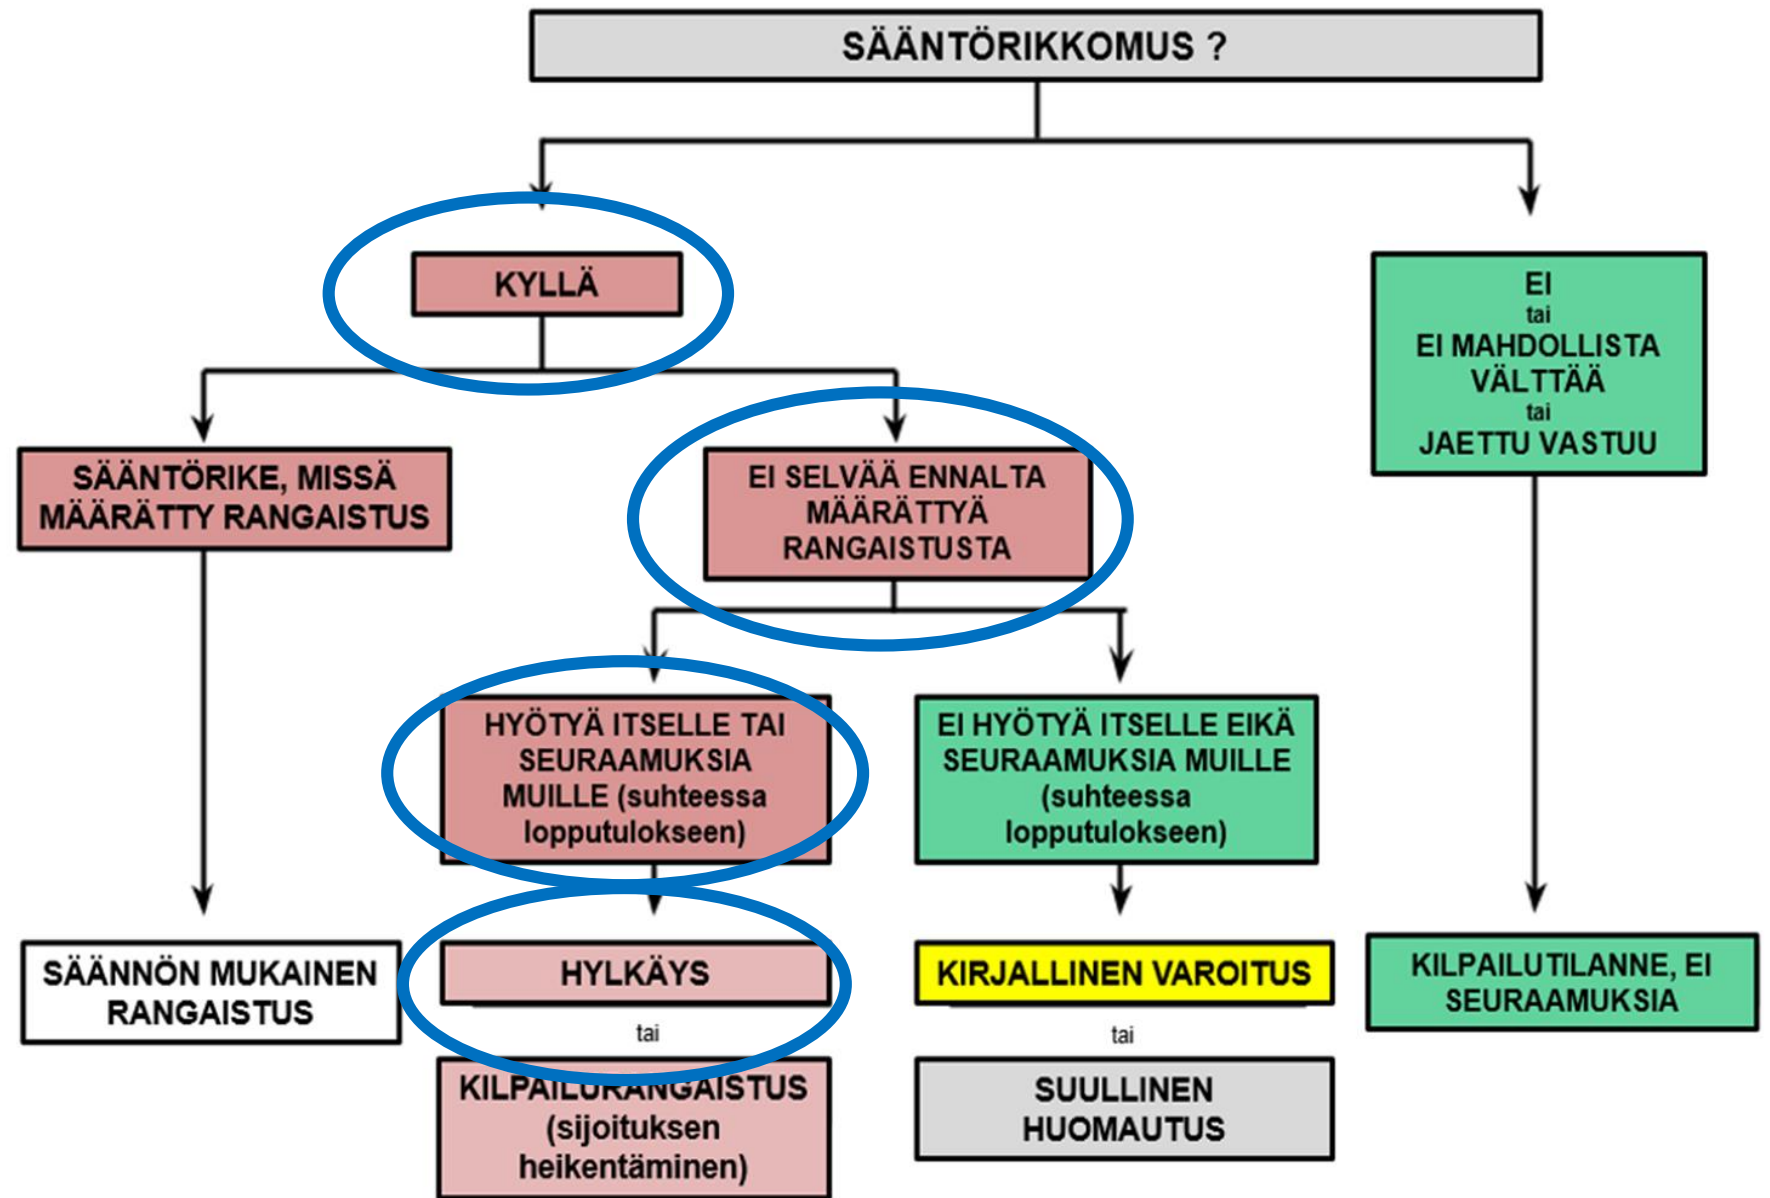 SÄÄNTÖRIKKOMUS ?
KYLLÄ
EI
tai
EI MAHDOLLISTA
VÄLTTÄÄ
tai
JAETTU VASTUU
SÄÄNTÖRIKE, MISSÄ
MÄÄRÄTTY RANGAISTUS
EI SELVÄÄ ENNALTA
MÄÄRÄTTYÄ
RANGAISTUSTA
HYÖTYÄ ITSELLE TAI
SEURAAMUKSIA
MUILLE (suhteessa
lopputulokseen)
EI HYÖTYÄ ITSELLE EIKÄ
SEURAAMUKSIA MUILLE
(suhteessa
lopputulokseen)
SÄÄNNÖN MUKAINEN
RANGAISTUS
HYLKÄYS
tai
KILPAILURANGAISTUS
(sijoituksen
heikentäminen)
KIRJALLINEN VAROITUS
tai
SUULLINEN
HUOMAUTUS
KILPAILUTILANNE, EI
SEURAAMUKSIA